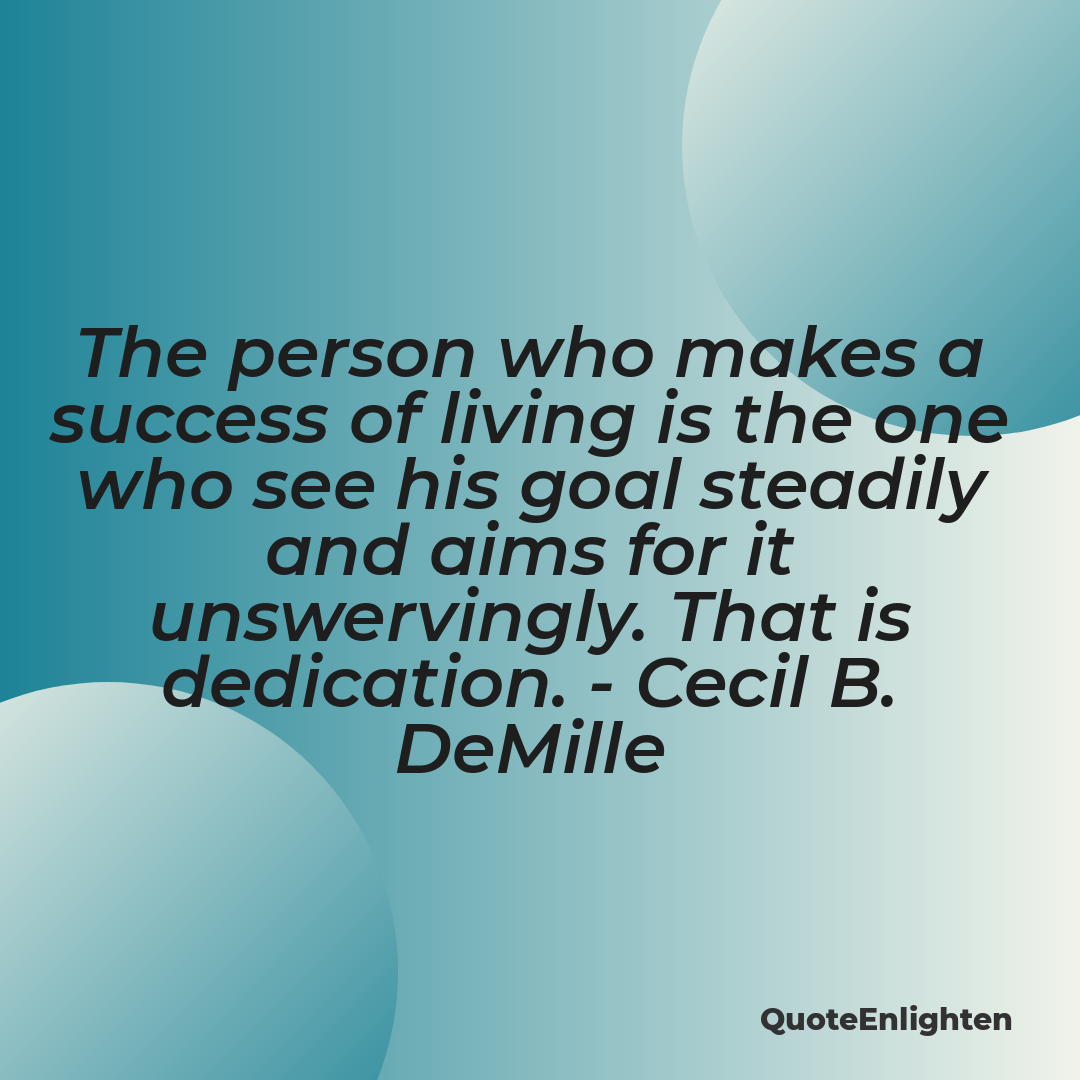 The person who makes a
success of living is the one
who see his goal steadily
and aims for it
unswervingly. That is
dedication. - Cecil B.
DeMille
QuoteEnlighten